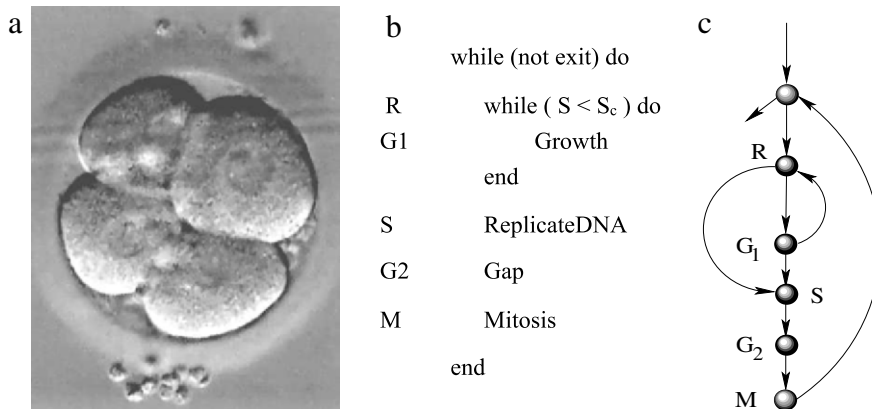 a
b
while (not exit) do
R while ( S < Sc ) do
G1 Growth
end
S ReplicateDNA
G2 Gap
M Mitosis
end
c
R
G1
S
G2
M